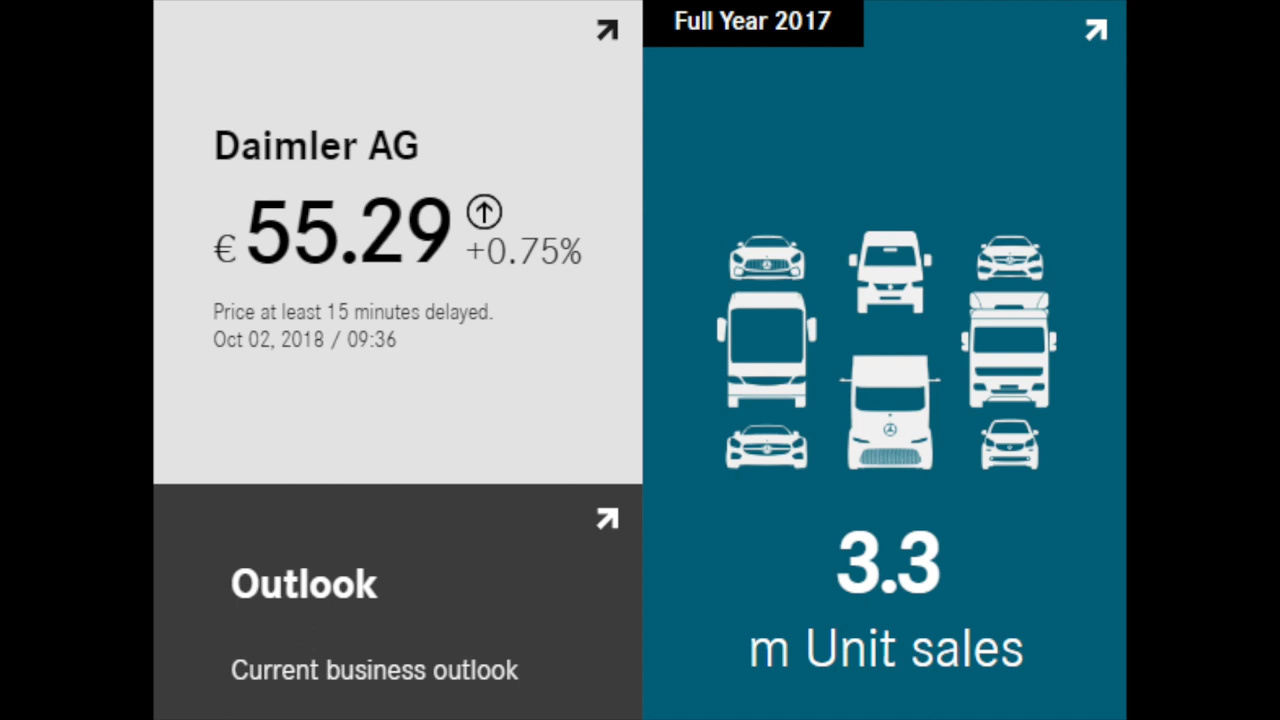 Daimler AG
€ 55.29 +0.75%
Price at least 15 minutes delayed.
Oct 02, 2018 / 09:36
Outlook
Current business outlook
Full Year 2017
3.3
m Unit sales